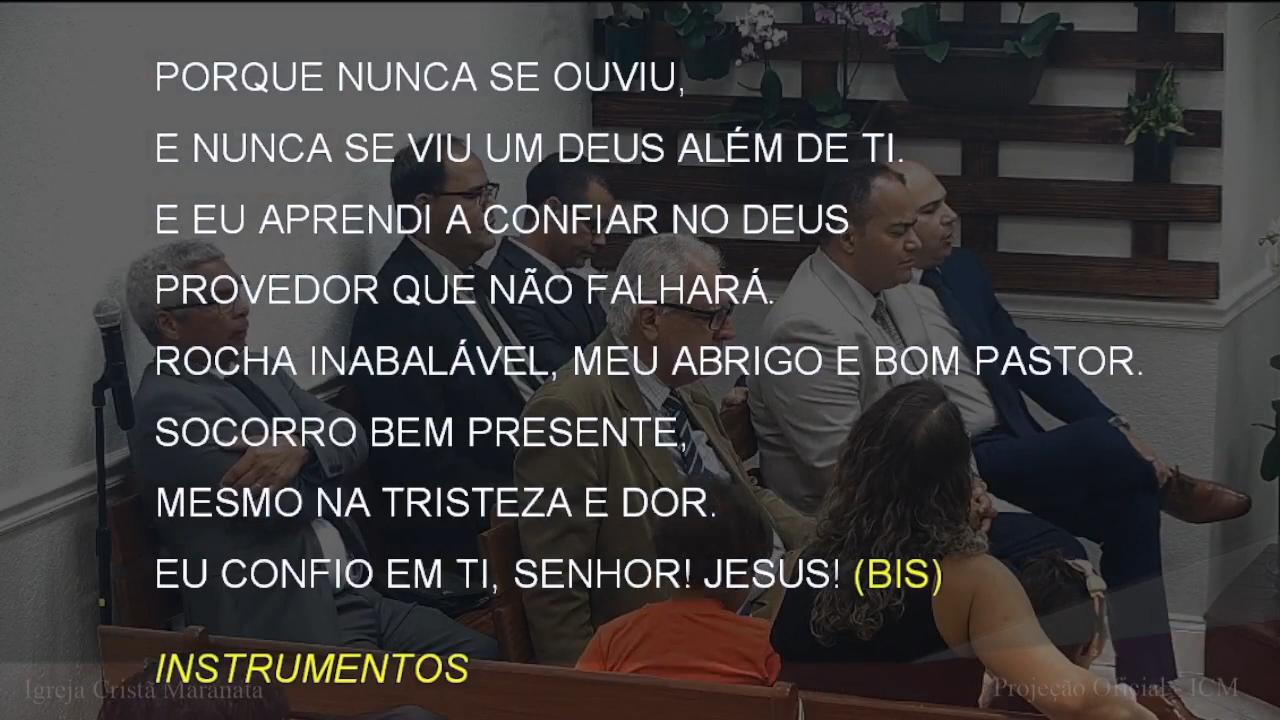 PORQUE NUNCA SE OUVIU,
E NUNCA SE VIU UM DEUS ALÉM DE TI.
E EU APRENDI A CONFIAR NO DEUS
PROVEDOR QUE NÃO FALHARÁ.
ROCHA INABALÁVEL, MEU ABRIGO E BOM PASTOR.
SOCORRO BEM PRESENTE,
MESMO NA TRISTEZA E DOR.
EU CONFIO EM TI, SENHOR! JESUS! (BIS)
INSTRUMENTOS
Igreja Cristã Maranata
Projeção Oficial - ICM